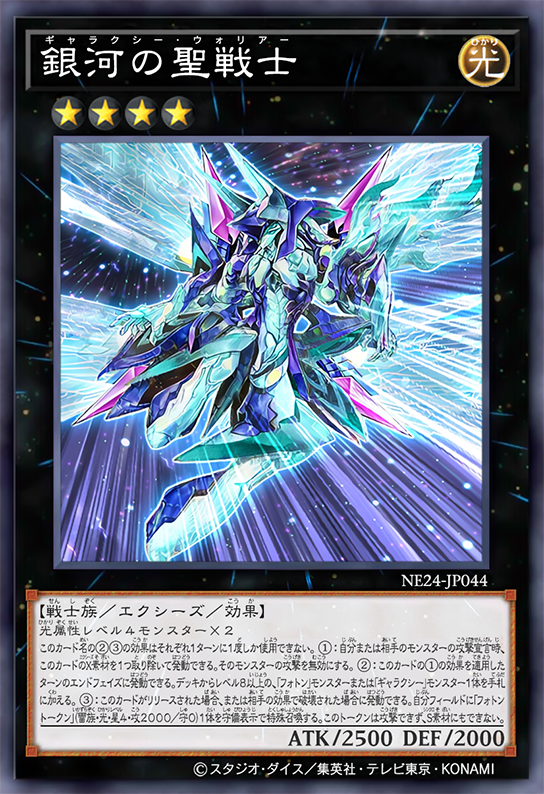 ギャラクシー・ウォリアー
銀河の聖戦士
ひかり
光
NE24-JP044
【戦士族／エクシーズ／効果】
光属性レベル４モンスター×２
このカード名の②③の効果はそれぞれ1ターンに1度しか使用できない。①：自分または相手のモンスターの攻撃宣言時、
このカードのX素材を1つ取り除いて発動できる。そのモンスターの攻撃を無効にする。②：このカードの①の効果を適用した
ターンのエンドフェイズに発動できる。デッキからレベル8以上の、「フォトン」モンスターまたは「ギャラクシー」モンスター1体を手札
に加える。③：このカードがリリースされた場合、または相手の効果で破壊された場合に発動できる。自分フィールドに「フォトン
トークン」（雷族・光・星4・攻2000/守0）1体を守備表示で特殊召喚する。このトークンは攻撃できず、S素材にもできない。
ATK/2500 DEF/2000
©スタジオ・ダイス／集英社・テレビ東京・KONAMI